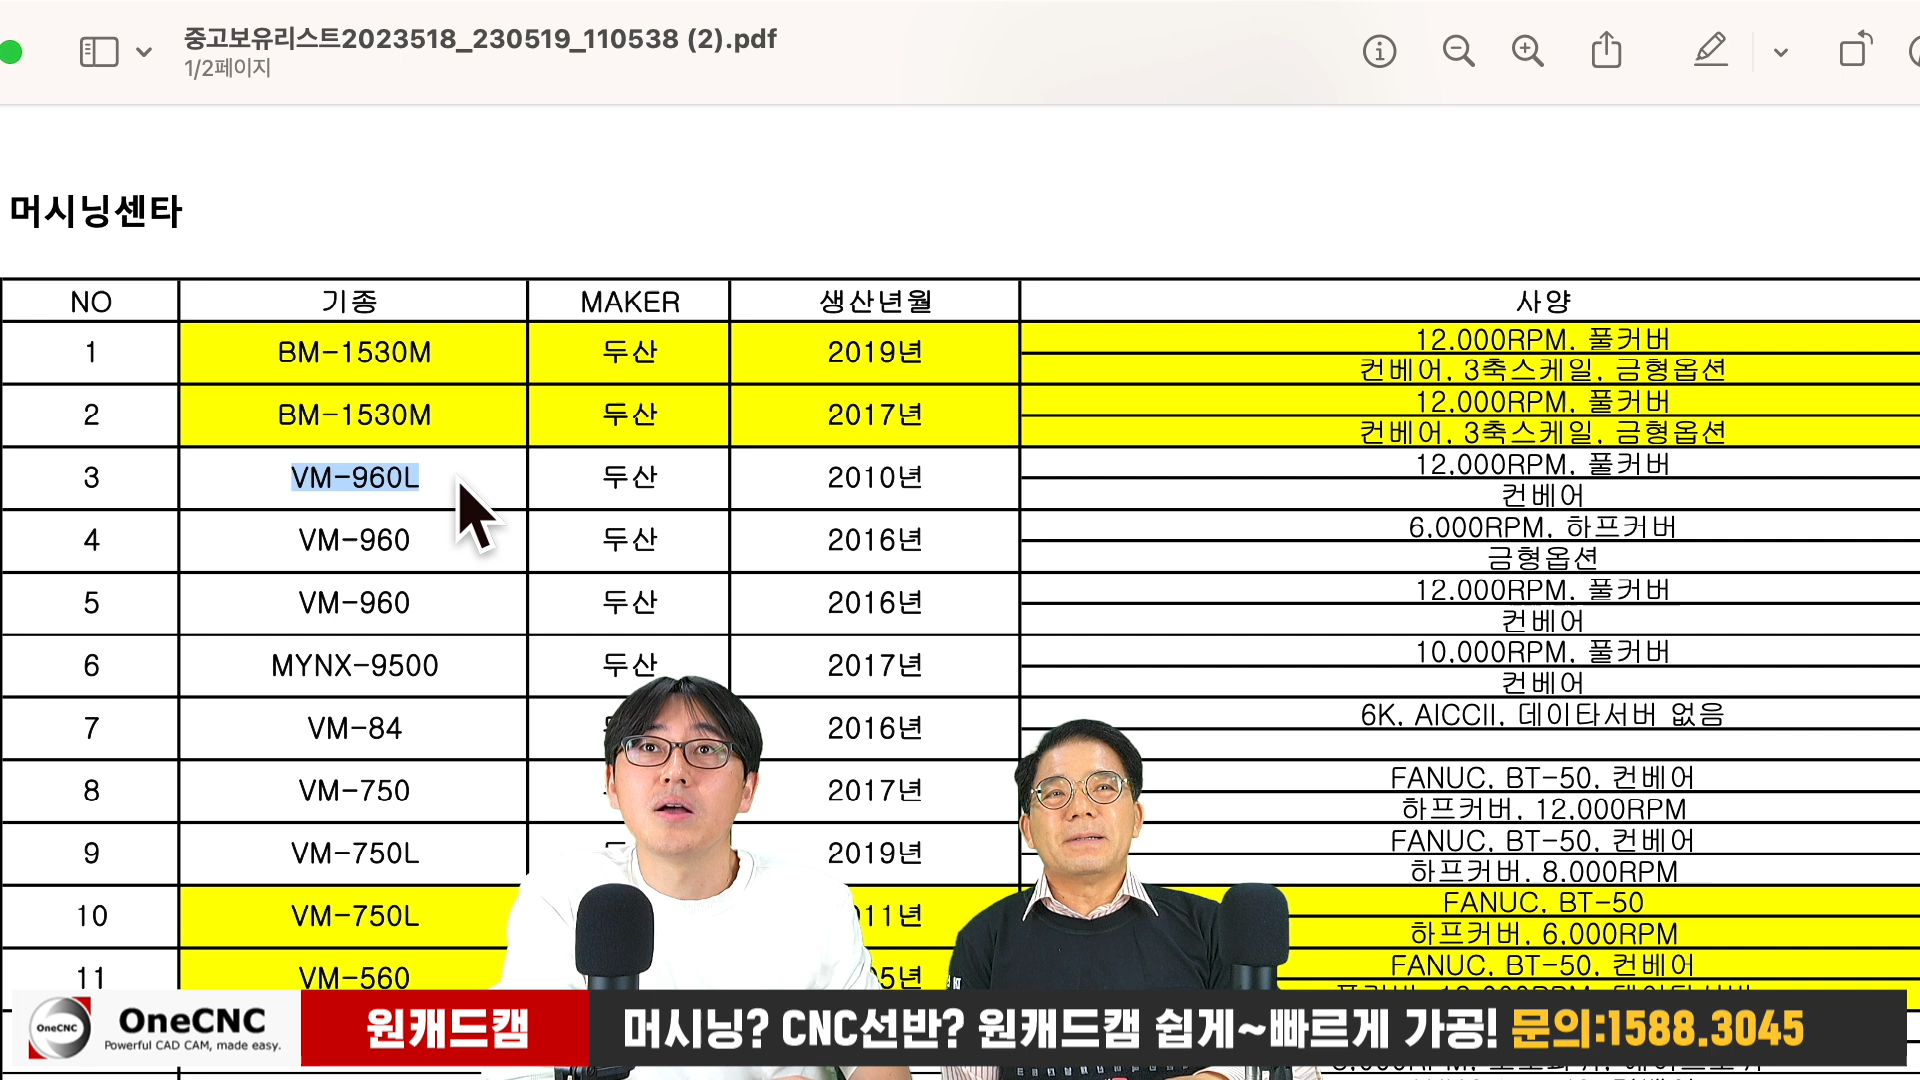 중고보유리스트2023518_230519_110538 (2).pdf
1/2페이지
머시닝센타
NO 기종 MAKER 생산년월 사양
1 BM-1530M 두산 2019년 12,000RPM, 풀커버
컨베어, 3축스케일, 금형옵션
2 BM-1530M 두산 2017년 12,000RPM, 풀커버
컨베어, 3축스케일, 금형옵션
3 VM-960L 두산 2010년 12,000RPM, 풀커버
컨베어
4 VM-960 두산 2016년 6,000RPM, 하프커버
금형옵션
5 VM-960 두산 2016년 12,000RPM, 풀커버
컨베어
6 MYNX-9500 두산 2017년 10,000RPM, 풀커버
컨베어
7 VM-84 2016년 6K, AICCII, 데이타서버 없음
8 VM-750 2017년 FANUC, BT-50, 컨베어
하프커버, 12,000RPM
9 VM-750L 2019년 FANUC, BT-50, 컨베어
하프커버, 8,000RPM
10 VM-750L 11년 FANUC, BT-50
하프커버, 6,000RPM
11 VM-560 5년 FANUC, BT-50, 컨베어
OneCNC OneCNC 원캐드캠 머시닝? CNC선반? 원캐드캠 쉽게~빠르게 가공! 문의:1588.3045
Powerful CAD CAM, made easy.